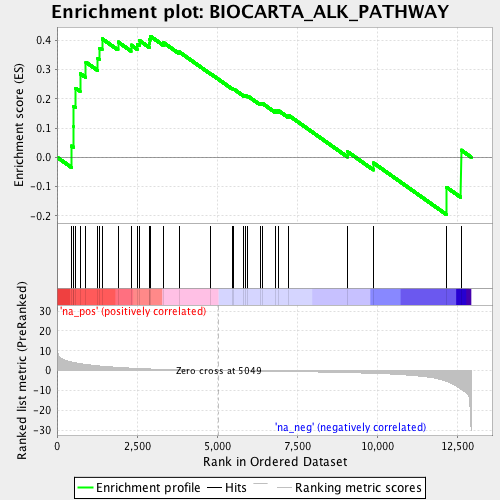 Enrichment plot: BIOCARTA_ALK_PATHWAY
Enrichment score (ES)
0.4
0.3
0.2
0.1
0.0
-0.1
-0.2
'na_pos' (positively correlated)
Ranked list metric (PreRanked)
30
20
10
0
-10
-20
-30
Zero cross at 5049
'na_neg' (negatively correlated)
0
2,500
5,000
7,500
10,000
12,500
Rank in Ordered Dataset
Enrichment profile
Hits
Ranking metric scores